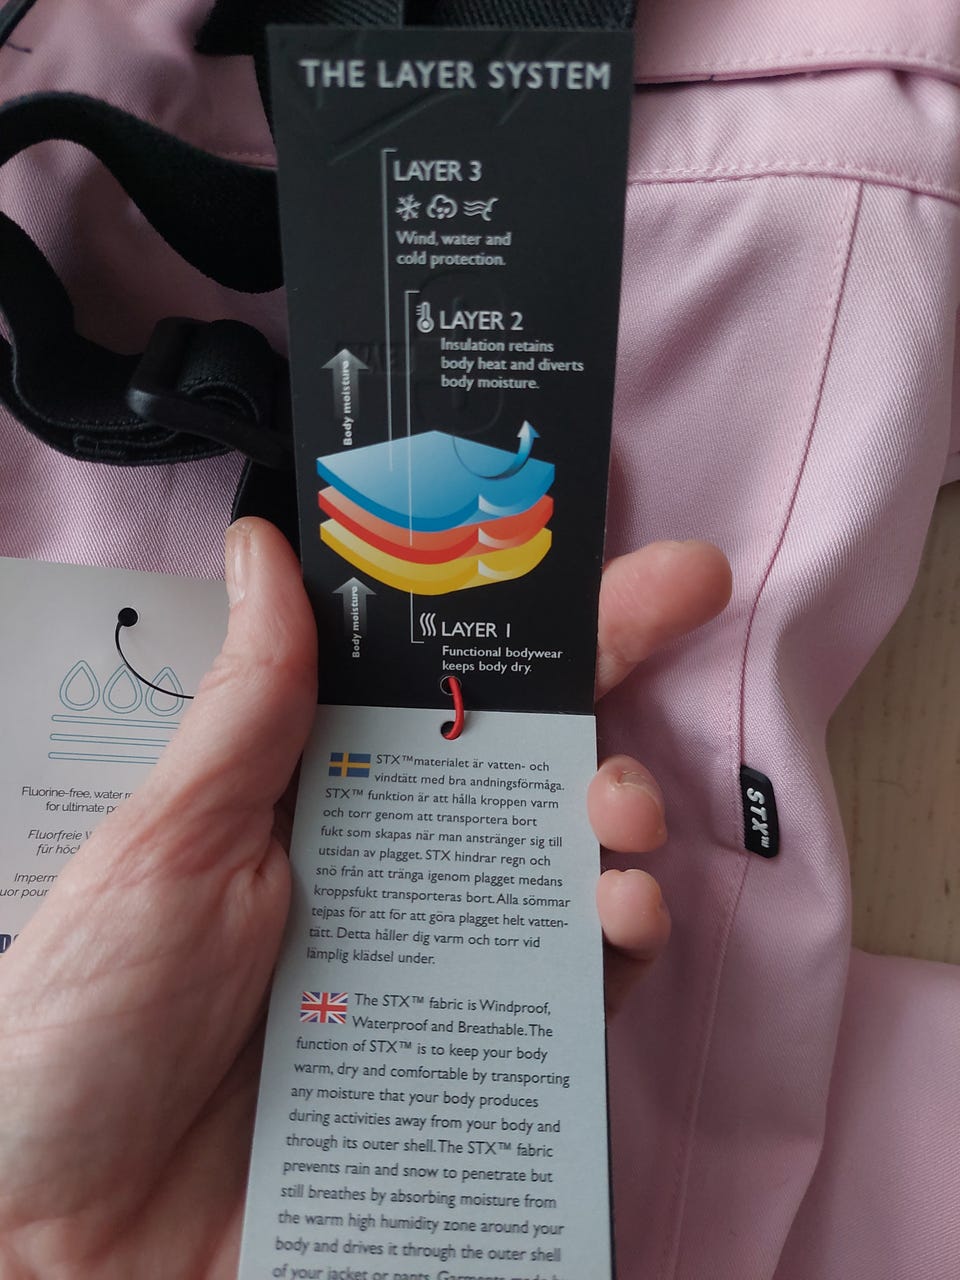 THE LAYER SYSTEM
LAYER 3
Wind, water and
cold protection.
LAYER 2
Insulation retains
body heat and diverts
body moisture.
Body moisture
Body moisture
LAYER 1
Functional bodywear
keeps body dry.
STX™materialet är vatten- och
vindtätt med bra andningsförmåga.
STX™ funktion är att hålla kroppen varm
och torr genom att transportera bort
fukt som skapas när man anstränger sig till
utsidan av plagget. STX hindrar regn och
snö från att tränga igenom plagget medans
kroppsfukt transporteras bort. Alla sömmar
tejpas för att för att göra plagget helt vatten-
tätt. Detta håller dig varm och torr vid
lämplig klädsel under.
The STX™ fabric is Windproof,
Waterproof and Breathable. The
function of STX™ is to keep your body
warm, dry and comfortable by transporting
any moisture that your body produces
during activities away from your body and
through its outer shell. The STX™ fabric
prevents rain and snow to penetrate but
still breathes by absorbing moisture from
the warm high humidity zone around your
body and drives it through the outer shell
of your jacket or pants. Garments made
Fluorine-free, water
for ultimate
Fluorfreie
für
STX™